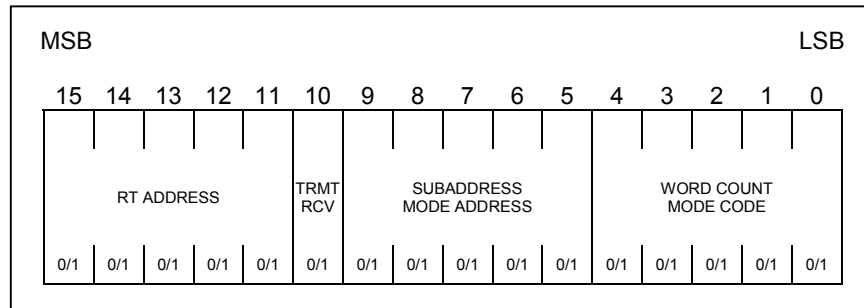 MSB LSB
15 14 13 12 11 10 9 8 7 6 5 4 3 2 1 0
RT ADDRESS
TRMT
RCV
SUBADDRESS
MODE ADDRESS
WORD COUNT
MODE CODE
0/1 0/1 0/1 0/1 0/1 0/1 0/1 0/1 0/1 0/1 0/1 0/1 0/1 0/1 0/1 0/1